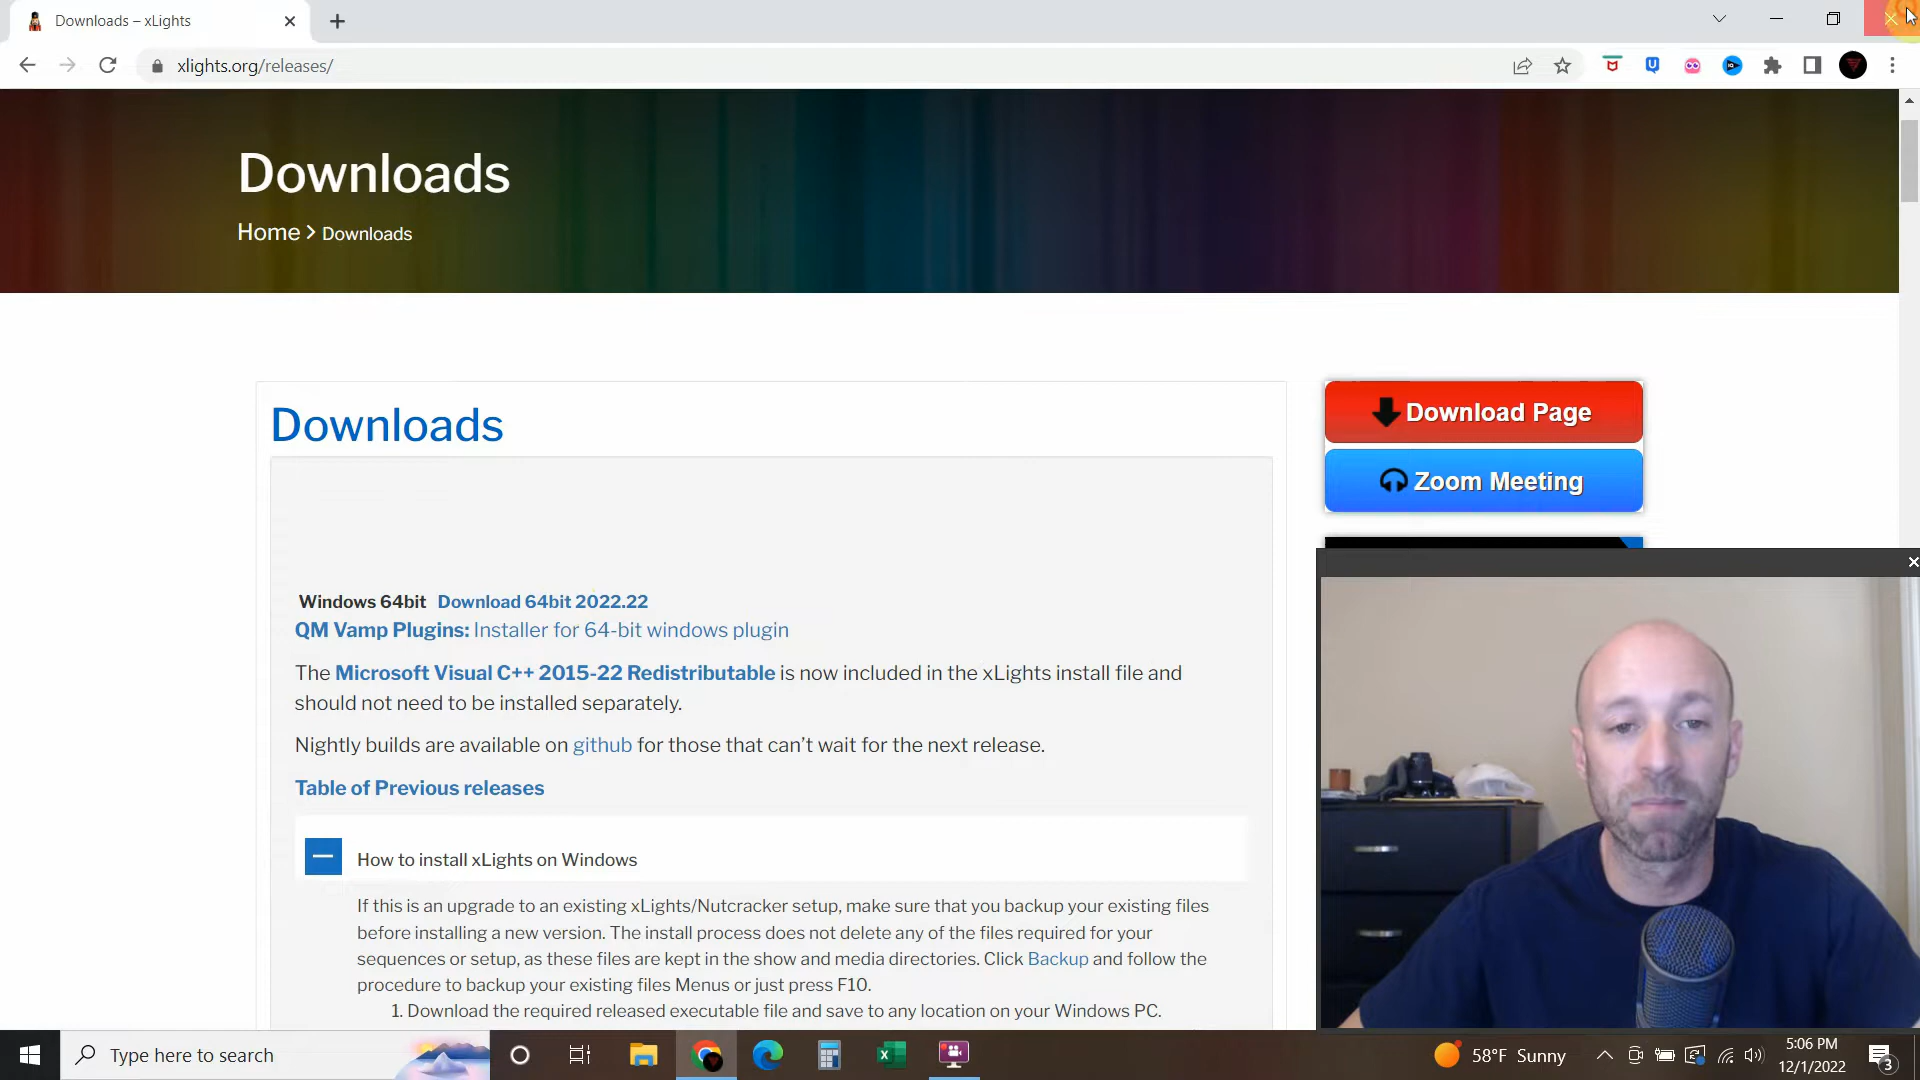 Downloads – xLights
xlights.org/releases/
Downloads
Home > Downloads
Downloads
Download Page
Zoom Meeting
Windows 64bit Download 64bit 2022.22
QM Vamp Plugins: Installer for 64-bit windows plugin
The Microsoft Visual C++ 2015-22 Redistributable is now included in the xLights install file and
should not need to be installed separately.
Nightly builds are available on github for those that can’t wait for the next release.
Table of Previous releases
How to install xLights on Windows
If this is an upgrade to an existing xLights/Nutcracker setup, make sure that you backup your existing files
before installing a new version. The install process does not delete any of the files required for your
sequences or setup, as these files are kept in the show and media directories. Click Backup and follow the
procedure to backup your existing files Menus or just press F10.
1. Download the required released executable file and save to any location on your Windows PC.
Type here to search
58°F Sunny
5:06 PM
12/1/2022
3